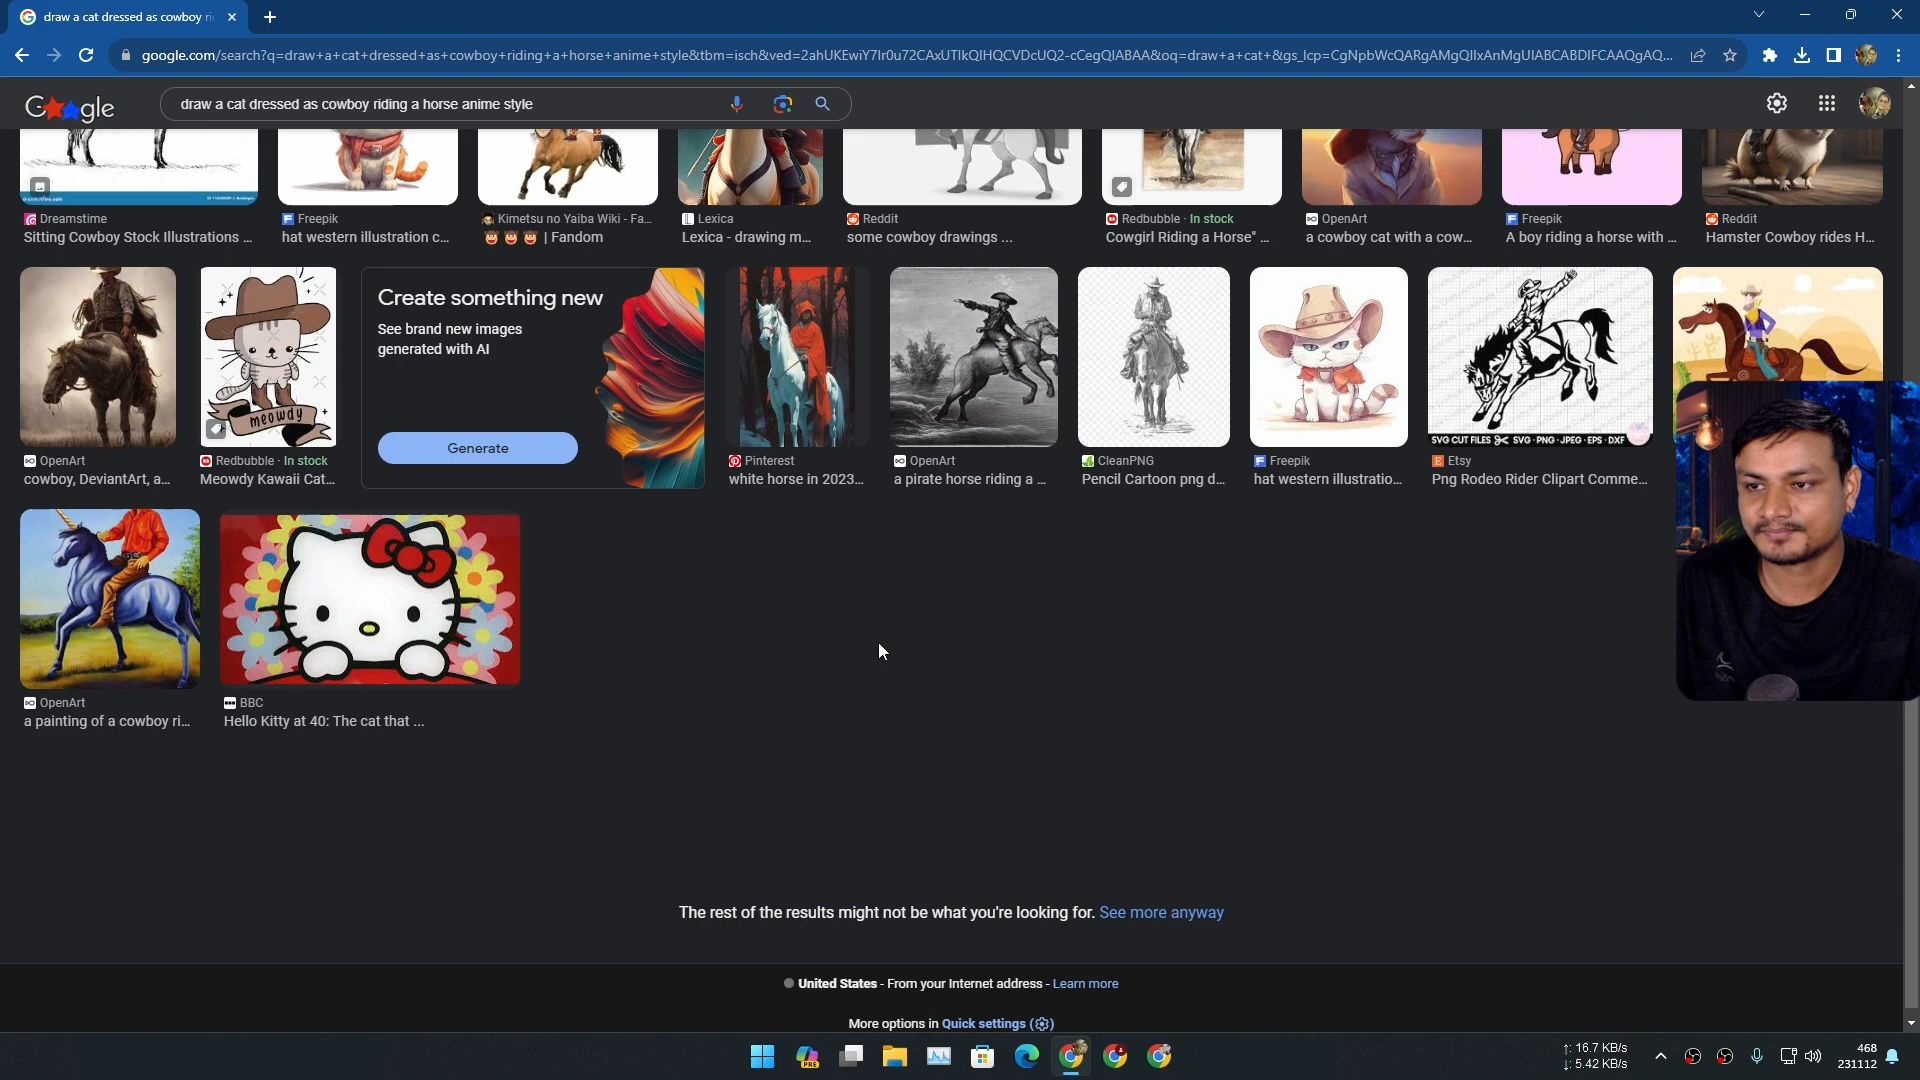 draw a cat dressed as cowboy ri
google.com/search?q=draw+a+cat+dressed+as+cowboy+riding+a+horse+anime+style&tbm=isch&ved=2ahUKEwiY7Ir0u72CAxUTIkQIHQCVDcUQ2-cCegQIABAA&oq=draw+a+cat+&gs_lcp=CgNpbWcQARgAMgQIIxAnMgUIABCABDIFCAAQgAQ...
Google
draw a cat dressed as cowboy riding a horse anime style
Dreamstime
Sitting Cowboy Stock Illustrations ...
Freepik
hat western illustration c...
Kimetsu no Yaiba Wiki - Fa...
🤠 🤠 🤠 | Fandom
Lexica
Lexica - drawing m...
Reddit
some cowboy drawings ...
Redbubble · In stock
Cowgirl Riding a Horse" ...
OpenArt
a cowboy cat with a cow...
Freepik
A boy riding a horse with ...
Reddit
Hamster Cowboy rides H...
meowdy
Create something new
See brand new images
generated with AI
Generate
SVG CUT FILES SVG · PNG · JPEG · EPS · DXF
OpenArt
cowboy, DeviantArt, a...
Redbubble · In stock
Meowdy Kawaii Cat...
Pinterest
white horse in 2023...
OpenArt
a pirate horse riding a ...
CleanPNG
Pencil Cartoon png d...
Freepik
hat western illustratio...
Etsy
Png Rodeo Rider Clipart Comme...
OpenArt
a painting of a cowboy ri...
BBC
Hello Kitty at 40: The cat that ...
The rest of the results might not be what you're looking for. See more anyway
United States - From your Internet address - Learn more
More options in Quick settings
PRE
↑: 16.7 KB/s
↓: 5.42 KB/s
468
231112